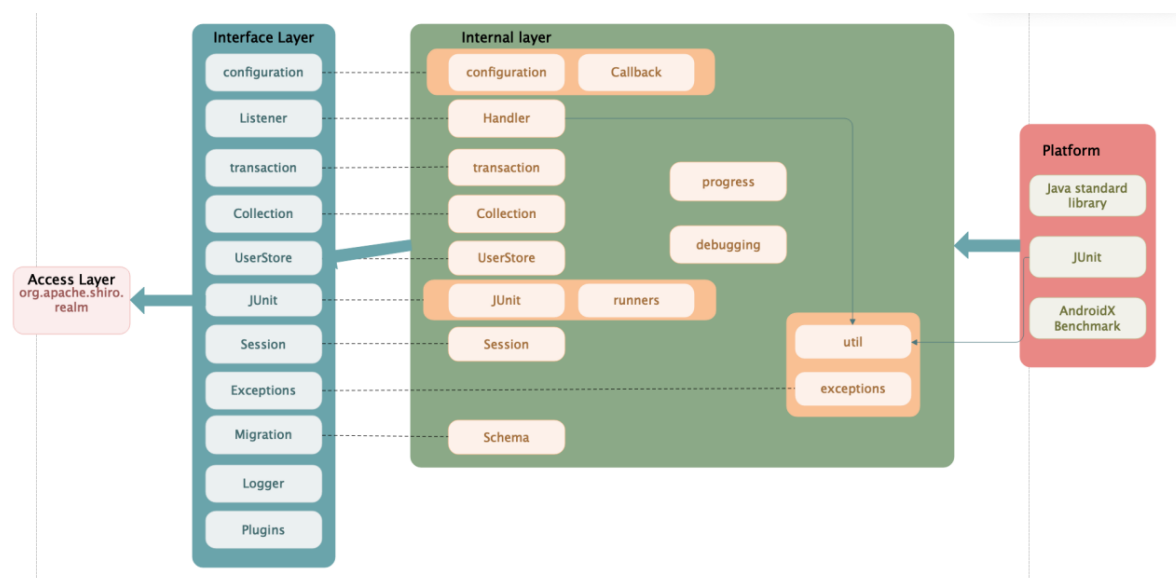 Interface Layer
configuration
Listener
transaction
Collection
UserStore
JUnit
Session
Exceptions
Migration
Logger
Plugins
Internal layer
configuration
Callback
Handler
transaction
progress
Collection
debugging
UserStore
JUnit
runners
Session
util
exceptions
Schema
Access Layer
org.apache.shiro.
realm
Platform
Java standard
library
JUnit
AndroidX
Benchmark